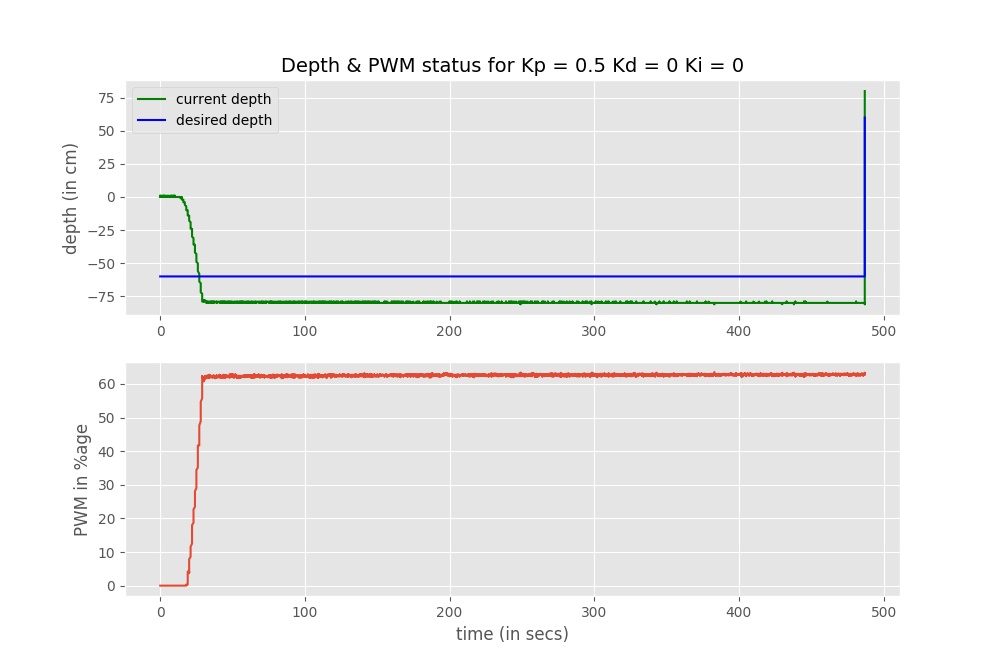 Depth & PWM status for Kp = 0.5 Kd = 0 Ki = 0
current depth
desired depth
depth (in cm)
75
50
25
0
−25
−50
−75
0 100 200 300 400 500
PWM in %age
60
50
40
30
20
10
0
0 100 200 300 400 500
time (in secs)